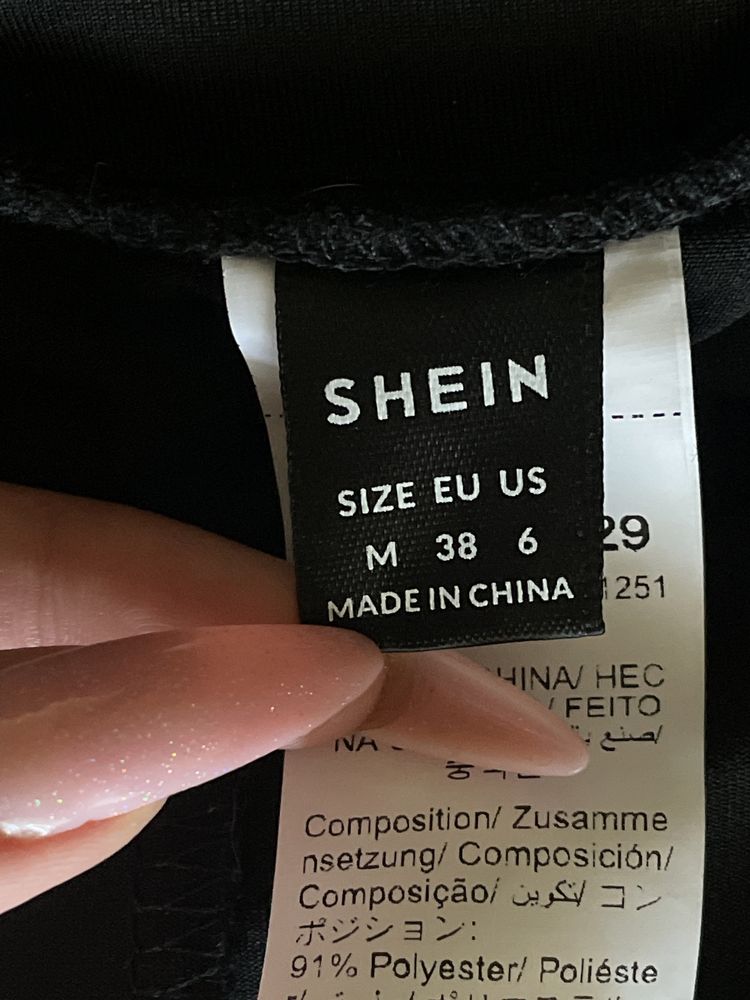 SHEIN
SIZE EU US
M 38 6
MADE IN CHINA
29
1251
HINA/ HEC
/ FEITO
/صنع
NA
Composition/ Zusamme
nsetzung/ Composición/
Composição/ تكوين/ コン
ポジション:
91% Polyester/ Poliéste